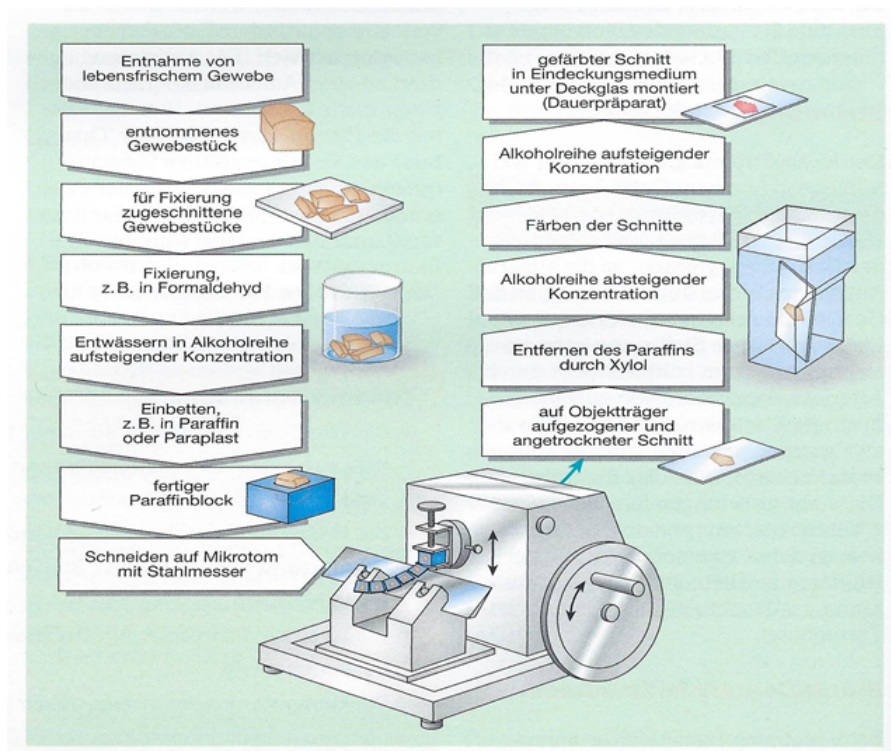 Entnahme von
lebensfrischem Gewebe
entnommenes
Gewebestück
für Fixierung
zugeschnittene
Gewebestücke
Fixierung,
z.B. in Formaldehyd
Entwässern in Alkoholreihe
aufsteigender Konzentration
Einbetten,
z.B. in Paraffin
oder Paraplast
fertiger
Paraffinblock
Schneiden auf Mikrotom
mit Stahlmesser
auf Objektträger
aufgezogener und
angetrockneter Schnitt
Entfernen des Paraffins
durch Xylol
Alkoholreihe absteigender
Konzentration
Färben der Schnitte
Alkoholreihe aufsteigender
Konzentration
gefärbter Schnitt
in Eindeckungsmedium
unter Deckglas montiert
(Dauerpräparat)